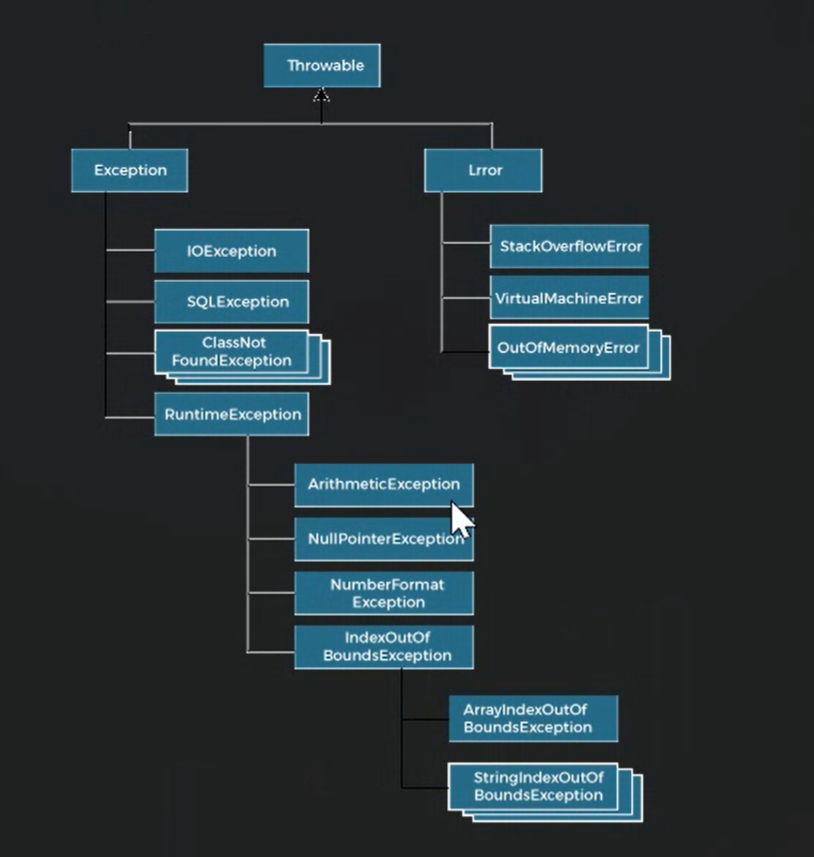 Throwable
Exception
Lrror
IOException
SQLException
ClassNot
FoundException
RuntimeException
StackOverflowError
VirtualMachineError
OutOfMemoryError
ArithmeticException
NullPointerException
NumberFormat
Exception
IndexOutOf
BoundsException
ArrayIndexOutOf
BoundsException
StringIndexOutOf
BoundsException